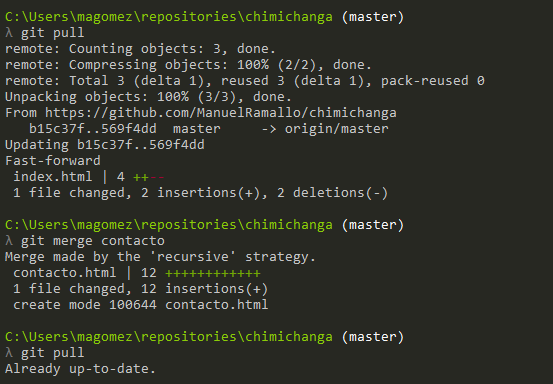 C:\Users\magomez\repositories\chimichanga (master)
λ git pull
remote: Counting objects: 3, done.
remote: Compressing objects: 100% (2/2), done.
remote: Total 3 (delta 1), reused 3 (delta 1), pack-reused 0
Unpacking objects: 100% (3/3), done.
From https://github.com/ManuelRamallo/chimichanga
   b15c37f..569f4dd  master     -> origin/master
Updating b15c37f..569f4dd
Fast-forward
 index.html | 4 ++--
 1 file changed, 2 insertions(+), 2 deletions(-)
C:\Users\magomez\repositories\chimichanga (master)
λ git merge contacto
Merge made by the 'recursive' strategy.
 contacto.html | 12 ++++++++++++
 1 file changed, 12 insertions(+)
 create mode 100644 contacto.html
C:\Users\magomez\repositories\chimichanga (master)
λ git pull
Already up-to-date.